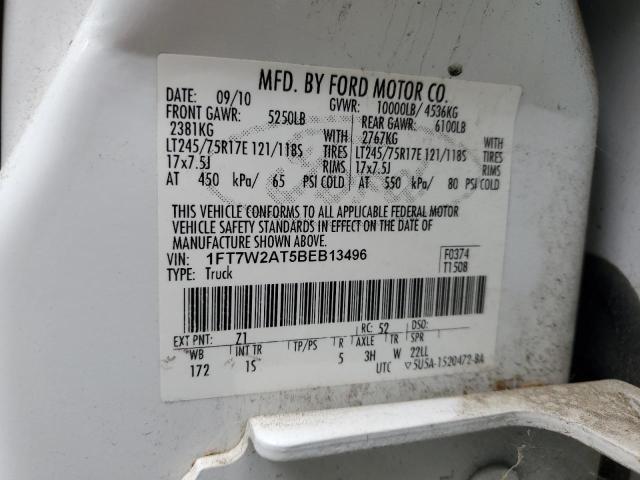 MFD. BY FORD MOTOR CO.
DATE: 09/10 GVWR: 10000LB/ 4536KG
FRONT GAWR: 5250LB REAR GAWR: 6100LB
2381KG WITH 2767KG WITH
LT245/75R17E 121/118S TIRES LT245/75R17E 121/118S TIRES
17x7.5J RIMS 17x7.5J RIMS
AT 450 kPa/ 65 PSI COLD AT 550 kPa/ 80 PSI COLD
THIS VEHICLE CONFORMS TO ALL APPLICABLE FEDERAL MOTOR
VEHICLE SAFETY STANDARDS IN EFFECT ON THE DATE OF
MANUFACTURE SHOWN ABOVE.
VIN: 1FT7W2AT5BEB13496 F0374
TYPE: Truck T1508
EXT PNT: Z1 RC: 52 DSO:
WB INT TR TP/PS R AXLE TR SPR
172 1S 5 3H W 22LL
UTC ▽5U5A-1520472-BA
Ford